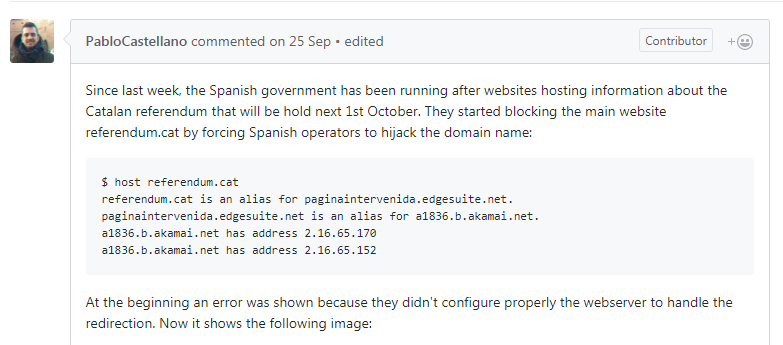 PabloCastellano commented on 25 Sep • edited
Contributor
Since last week, the Spanish government has been running after websites hosting information about the
Catalan referendum that will be hold next 1st October. They started blocking the main website
referendum.cat by forcing Spanish operators to hijack the domain name:
$ host referendum.cat
referendum.cat is an alias for paginaintervenida.edgesuite.net.
paginaintervenida.edgesuite.net is an alias for a1836.b.akamai.net.
a1836.b.akamai.net has address 2.16.65.170
a1836.b.akamai.net has address 2.16.65.152
At the beginning an error was shown because they didn't configure properly the webserver to handle the
redirection. Now it shows the following image: